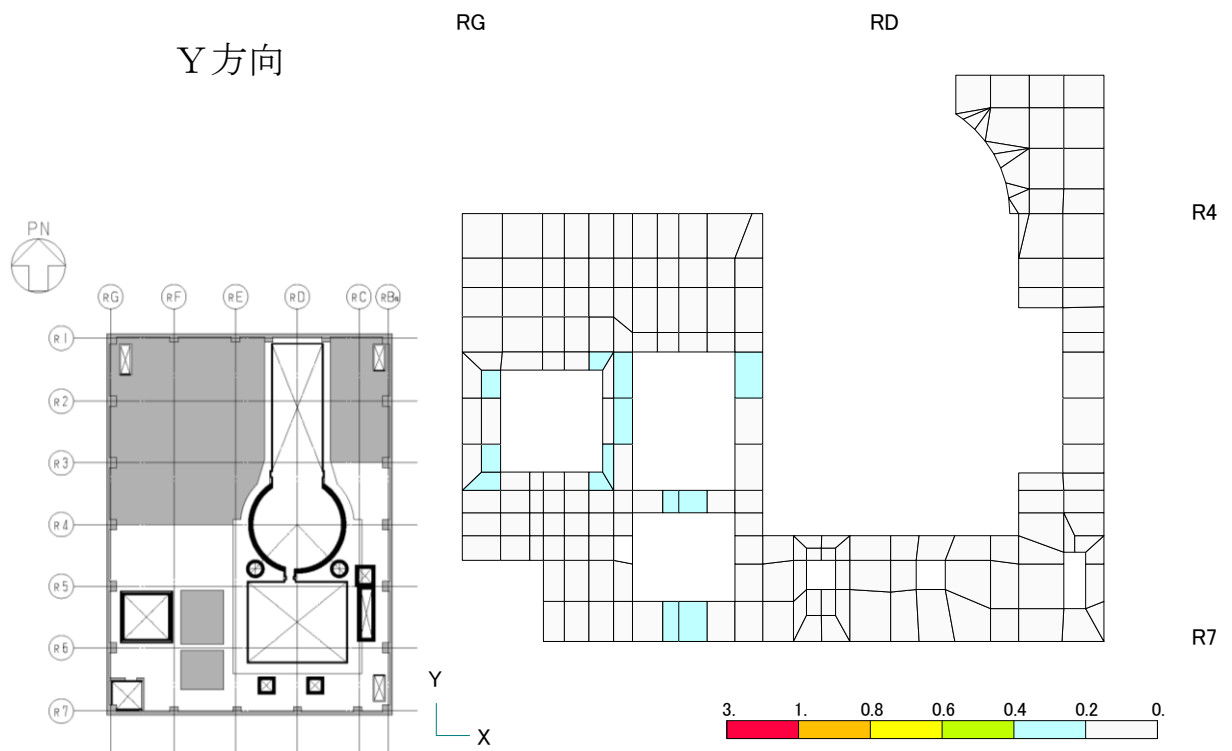 RG RD
Y方向
R4
PN
RG RF RE RD RC RBa
R1
R2
R3
R4
R5
R6
R7
R7
Y
X
3. 1. 0.8 0.6 0.4 0.2 0.